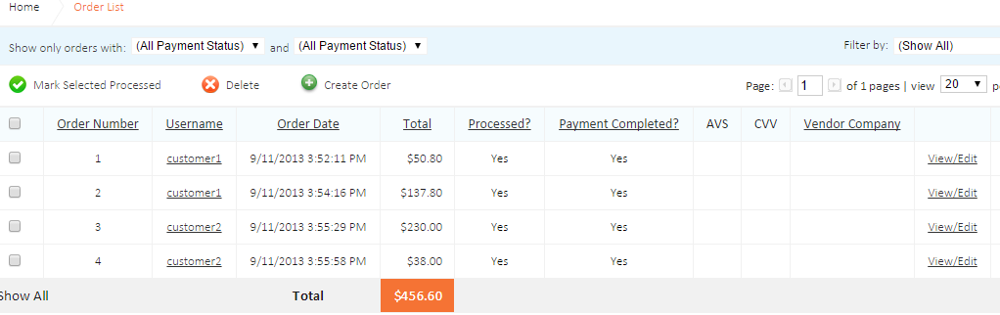 Home Order List
Show only orders with: (All Payment Status) and (All Payment Status) Filter by: (Show All)
Mark Selected Processed Delete Create Order Page: 1 of 1 pages | view 20
Order Number Username Order Date Total Processed? Payment Completed? AVS CVV Vendor Company
1 customer1 9/11/2013 3:52:11 PM $50.80 Yes Yes View/Edit
2 customer1 9/11/2013 3:54:16 PM $137.80 Yes Yes View/Edit
3 customer2 9/11/2013 3:55:29 PM $230.00 Yes Yes View/Edit
4 customer2 9/11/2013 3:55:58 PM $38.00 Yes Yes View/Edit
Show All Total $456.60